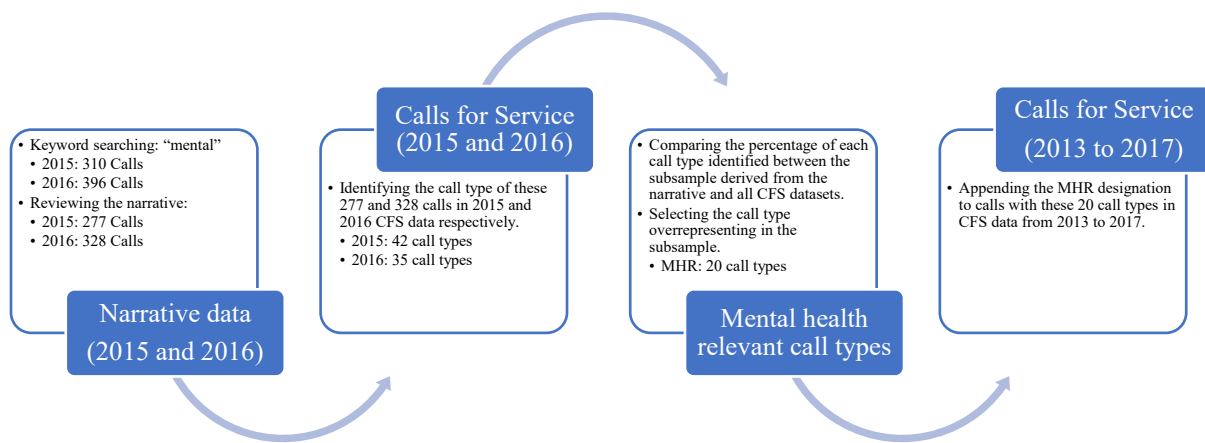 • Keyword searching: “mental”
• 2015: 310 Calls
• 2016: 396 Calls
• Reviewing the narrative:
• 2015: 277 Calls
• 2016: 328 Calls
Narrative data
(2015 and 2016)
Calls for Service
(2015 and 2016)
• Identifying the call type of these
277 and 328 calls in 2015 and
2016 CFS data respectively.
• 2015: 42 call types
• 2016: 35 call types
• Comparing the percentage of each
call type identified between the
subsample derived from the
narrative and all CFS datasets.
• Selecting the call type
overrepresenting in the
subsample.
• MHR: 20 call types
Mental health
relevant call types
Calls for Service
(2013 to 2017)
• Appending the MHR designation
to calls with these 20 call types in
CFS data from 2013 to 2017.